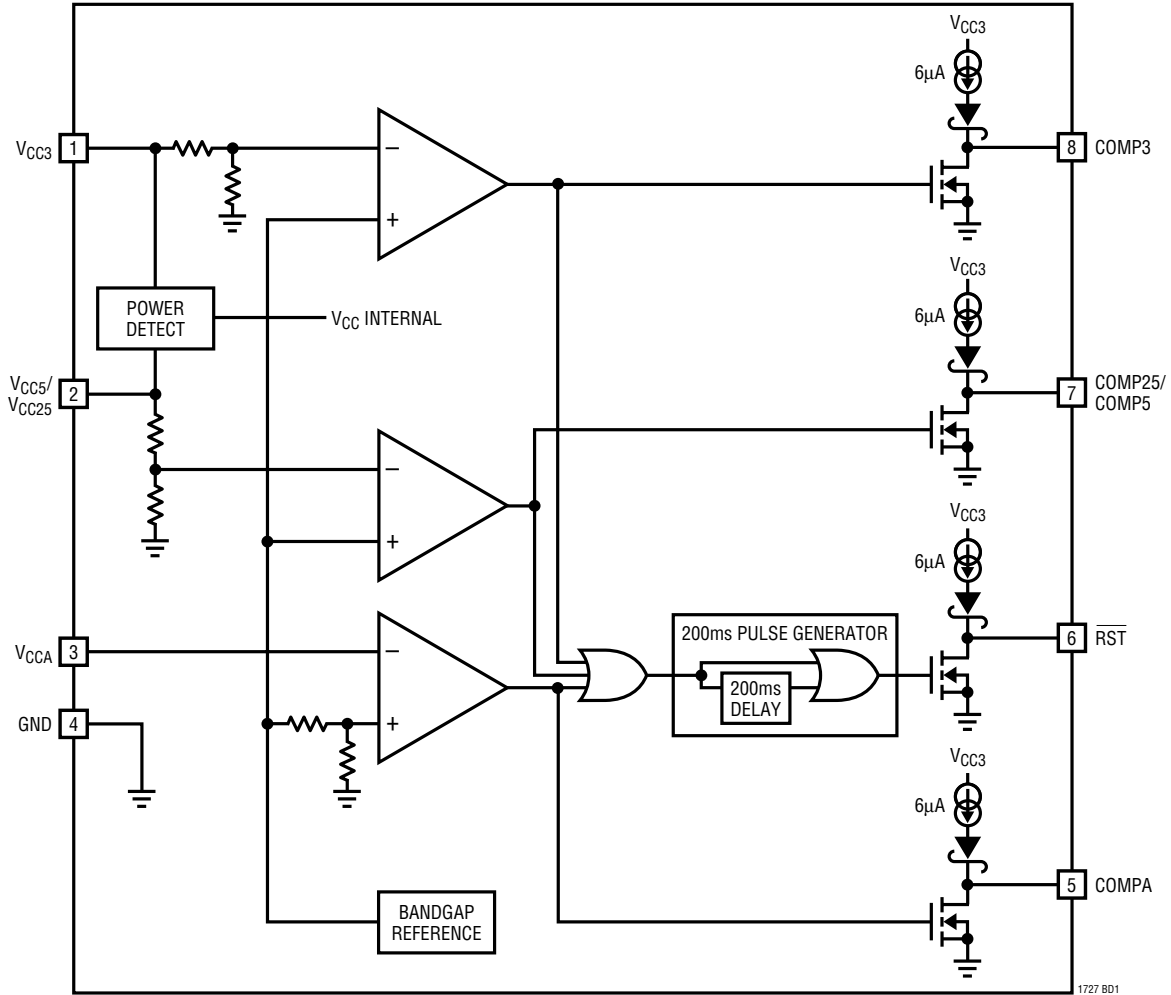 VCC3
6μA
VCC3
1
8
COMP3
−
+
POWER
DETECT
VCC INTERNAL
VCC3
6μA
VCC5/
VCC25
2
7
COMP25/
COMP5
−
+
VCC3
6μA
VCCA
3
−
200ms PULSE GENERATOR
6
RST
200ms
DELAY
GND
4
+
VCC3
6μA
BANDGAP
REFERENCE
5
COMPA
1727 BD1